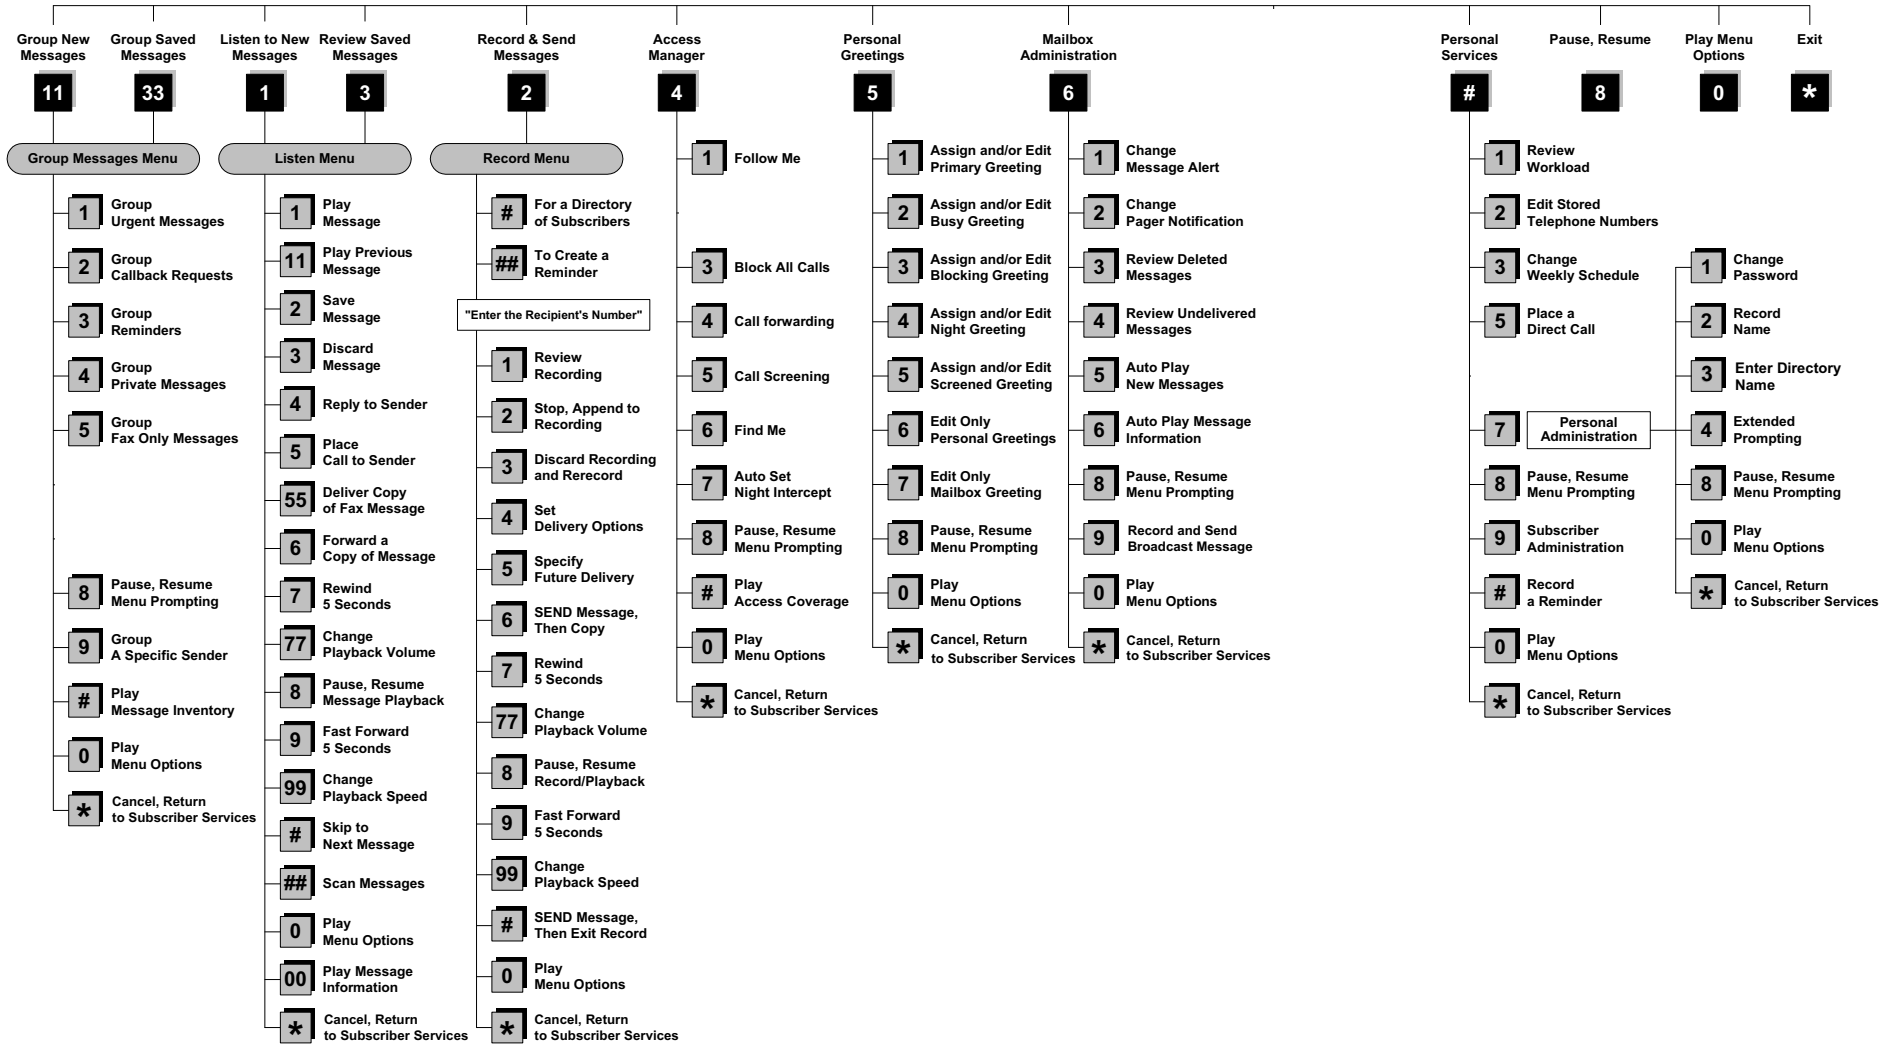 Group New
Messages
11
Group Saved
Messages
33
Listen to New
Messages
1
Review Saved
Messages
3
Record & Send
Messages
2
Access
Manager
4
Personal
Greetings
5
Mailbox
Administration
6
Personal
Services
#
Pause, Resume
8
Play Menu
Options
0
Exit
*
Group Messages Menu
1
Group
Urgent Messages
2
Group
Callback Requests
3
Group
Reminders
4
Group
Private Messages
5
Group
Fax Only Messages
8
Pause, Resume
Menu Prompting
9
Group
A Specific Sender
#
Play
Message Inventory
0
Play
Menu Options
*
Cancel, Return
to Subscriber Services
Listen Menu
1
Play
Message
11
Play Previous
Message
2
Save
Message
3
Discard
Message
4
Reply to Sender
5
Place
Call to Sender
55
Deliver Copy
of Fax Message
6
Forward a
Copy of Message
7
Rewind
5 Seconds
77
Change
Playback Volume
8
Pause, Resume
Message Playback
9
Fast Forward
5 Seconds
99
Change
Playback Speed
#
Skip to
Next Message
##
Scan Messages
0
Play
Menu Options
00
Play Message
Information
*
Cancel, Return
to Subscriber Services
Record Menu
#
For a Directory
of Subscribers
##
To Create a
Reminder
"Enter the Recipient's Number"
1
Review
Recording
2
Stop, Append to
Recording
3
Discard Recording
and Rerecord
4
Set
Delivery Options
5
Specify
Future Delivery
6
SEND Message,
Then Copy
7
Rewind
5 Seconds
77
Change
Playback Volume
8
Pause, Resume
Record/Playback
9
Fast Forward
5 Seconds
99
Change
Playback Speed
#
SEND Message,
Then Exit Record
0
Play
Menu Options
*
Cancel, Return
to Subscriber Services
1
Follow Me
3
Block All Calls
4
Call forwarding
5
Call Screening
6
Find Me
7
Auto Set
Night Intercept
8
Pause, Resume
Menu Prompting
#
Play
Access Coverage
0
Play
Menu Options
*
Cancel, Return
to Subscriber Services
1
Assign and/or Edit
Primary Greeting
2
Assign and/or Edit
Busy Greeting
3
Assign and/or Edit
Blocking Greeting
4
Assign and/or Edit
Night Greeting
5
Assign and/or Edit
Screened Greeting
6
Edit Only
Personal Greetings
7
Edit Only
Mailbox Greeting
8
Pause, Resume
Menu Prompting
0
Play
Menu Options
*
Cancel, Return
to Subscriber Services
1
Change
Message Alert
2
Change
Pager Notification
3
Review Deleted
Messages
4
Review Undelivered
Messages
5
Auto Play
New Messages
6
Auto Play Message
Information
8
Pause, Resume
Menu Prompting
9
Record and Send
Broadcast Message
0
Play
Menu Options
*
Cancel, Return
to Subscriber Services
1
Review
Workload
2
Edit Stored
Telephone Numbers
3
Change
Weekly Schedule
5
Place a
Direct Call
7
Personal
Administration
8
Pause, Resume
Menu Prompting
9
Subscriber
Administration
#
Record
a Reminder
0
Play
Menu Options
*
Cancel, Return
to Subscriber Services
1
Change
Password
2
Record
Name
3
Enter Directory
Name
4
Extended
Prompting
8
Pause, Resume
Menu Prompting
0
Play
Menu Options
*
Cancel, Return
to Subscriber Services